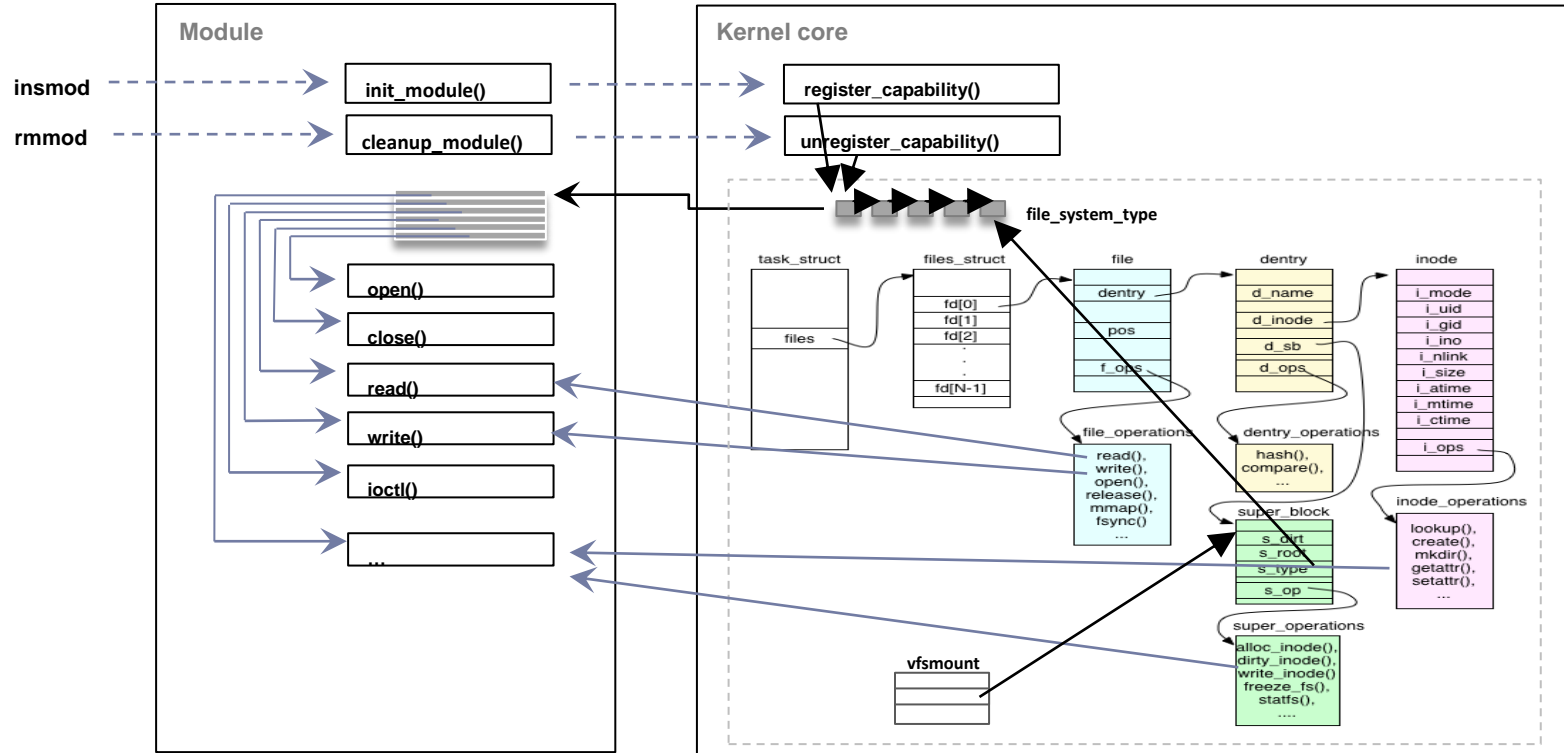 Module
Kernel core
insmod
init_module()
register_capability()
rmmod
cleanup_module()
unregister_capability()
file_system_type
task_struct
files
files_struct
fd[0]
fd[1]
fd[2]
.
.
.
fd[N-1]
file
dentry
pos
f_ops
dentry
d_name
d_inode
d_sb
d_ops
inode
i_mode
i_uid
i_gid
i_ino
i_nlink
i_size
i_atime
i_mtime
i_ctime
i_ops
open()
close()
read()
write()
ioctl()
...
file_operations
read(),
write(),
open(),
release(),
mmap(),
fsync()
...
dentry_operations
hash(),
compare(),
...
super_block
s_dirt
s_root
s_type
s_op
inode_operations
lookup(),
create(),
mkdir(),
getattr(),
setattr(),
...
super_operations
alloc_inode(),
dirty_inode(),
write_inode()
freeze_fs(),
statfs(),
....
vfsmount